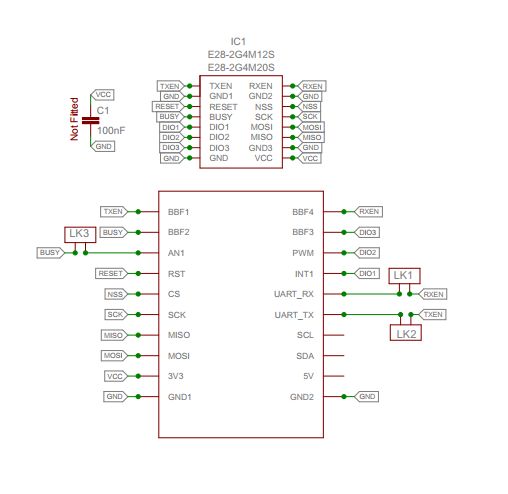 IC1
E28-2G4M12S
E28-2G4M20S
TXEN TXEN RXEN RXEN
GND GND1 GND2 GND
RESET RESET NSS NSS
BUSY BUSY SCK SCK
DIO1 DIO1 MOSI MOSI
DIO2 DIO2 MISO MISO
DIO3 DIO3 GND3 GND
GND GND VCC VCC
Not Fitted
VCC
C1
100nF
GND
TXEN BBF1 BBF4 RXEN
LK3 BUSY BBF2 BBF3 DIO3
BUSY AN1 PWM DIO2
RESET RST INT1 DIO1 LK1
NSS CS UART_RX RXEN
SCK SCK UART_TX TXEN
MISO MISO SCL LK2
MOSI MOSI SDA
VCC 3V3 5V
GND GND1 GND2 GND